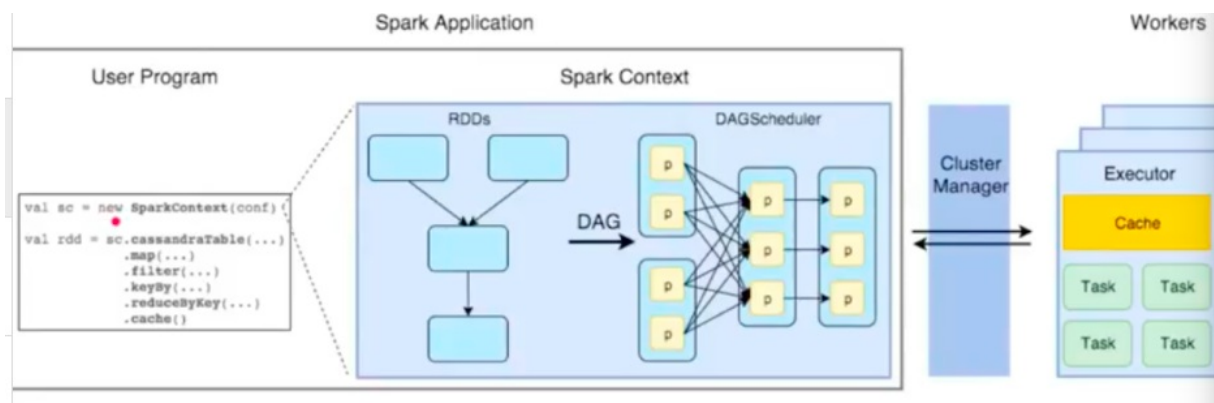 Spark Application
Workers
User Program
Spark Context
RDDs
DAGScheduler
val sc = new SparkContext(conf)
val rdd = sc.cassandraTable(...)
.map(...)
.filter(...)
.keyBy(...)
.reduceByKey(...)
.cache()
DAG
p
p
p
p
p
p
p
p
p
p
Cluster
Manager
Executor
Cache
Task
Task
Task
Task